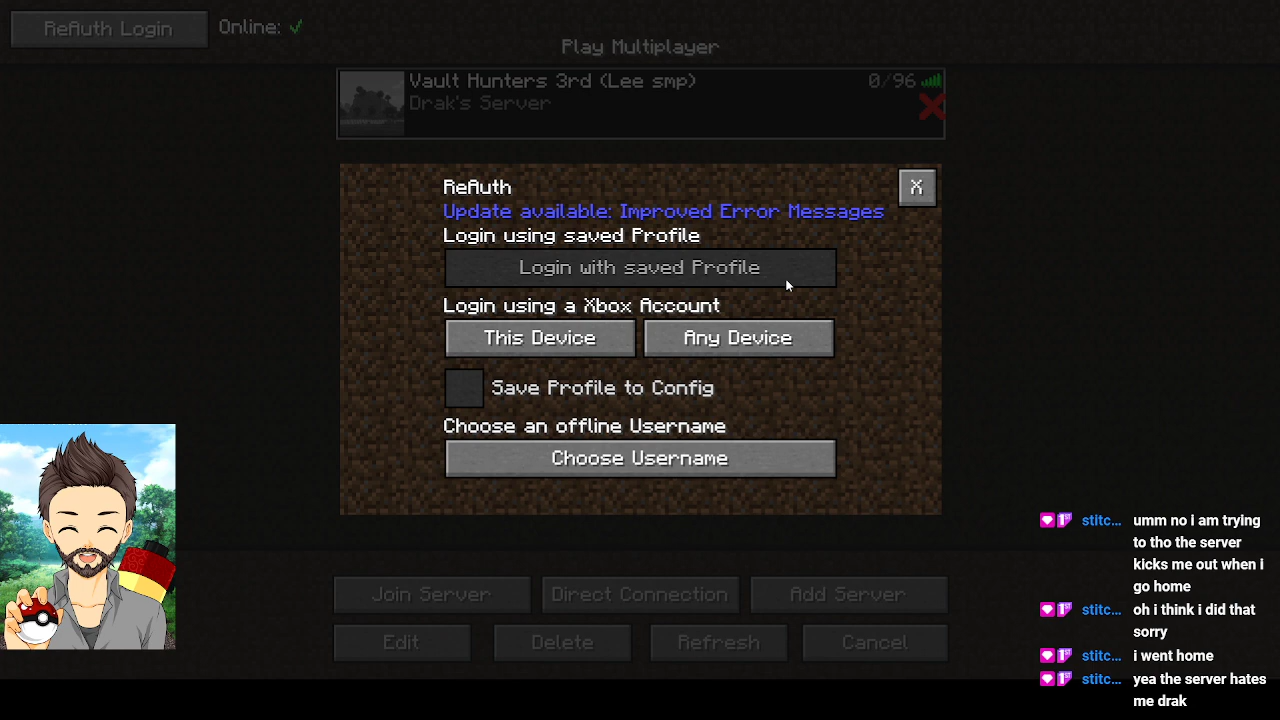 ReAuth Login
Online: ✓
Play Multiplayer
Vault Hunters 3rd (Lee smp)
0/96
Drak's Server
ReAuth
X
Update available: Improved Error Messages
Login using saved Profile
Login with saved Profile
Login using a Xbox Account
This Device
Any Device
Save Profile to Config
Choose an offline Username
Choose Username
Join Server
Direct Connection
Add Server
Edit
Delete
Refresh
Cancel
1ST stitc... umm no i am trying
to tho the server
kicks me out when i
go home
1ST stitc... oh i think i did that
sorry
1ST stitc... i went home
1ST stitc... yea the server hates
me drak